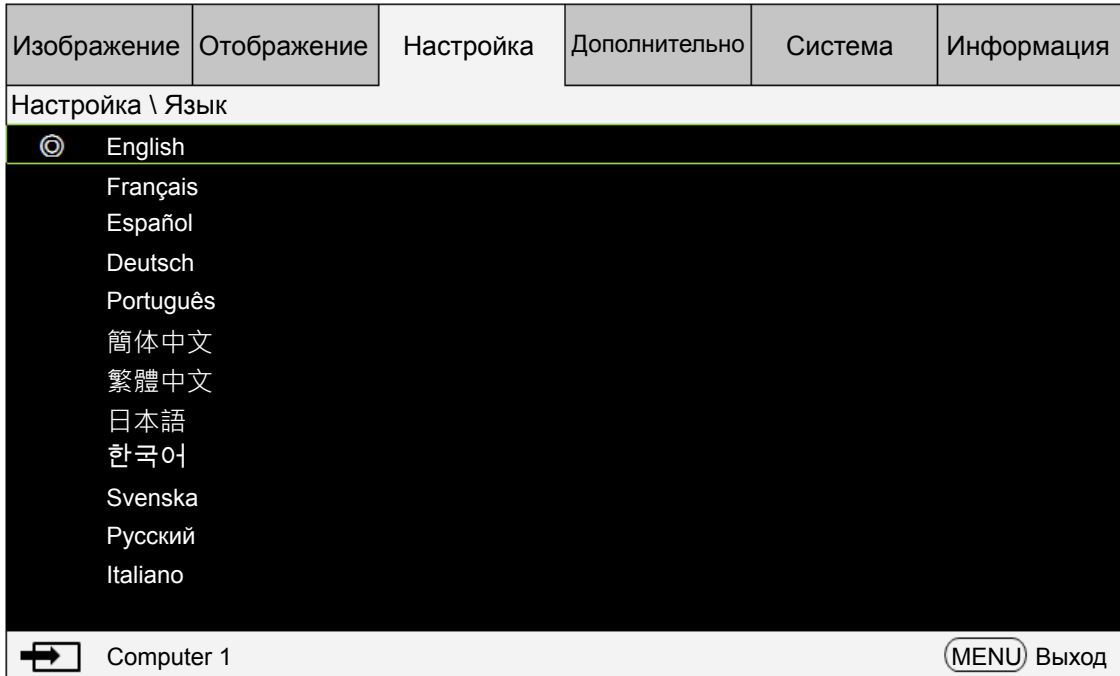 Изображение Отображение Настройка Дополнительно Система Информация
Настройка \ Язык
English
Français
Español
Deutsch
Português
簡体中文
繁體中文
日本語
한국어
Svenska
Русский
Italiano
Computer 1 MENU Выход